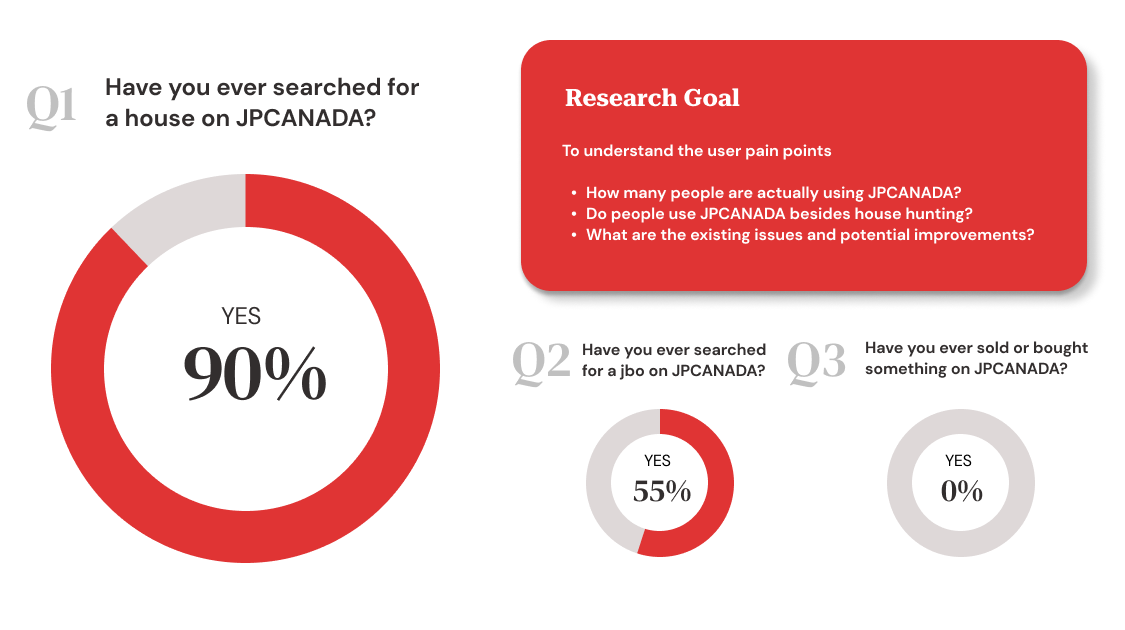 Q1
Have you ever searched for
a house on JPCANADA?
YES
90%
Research Goal
To understand the user pain points
• How many people are actually using JPCANADA?
• Do people use JPCANADA besides house hunting?
• What are the existing issues and potential improvements?
Q2
Have you ever searched
for a jbo on JPCANADA?
YES
55%
Q3
Have you ever sold or bought
something on JPCANADA?
YES
0%